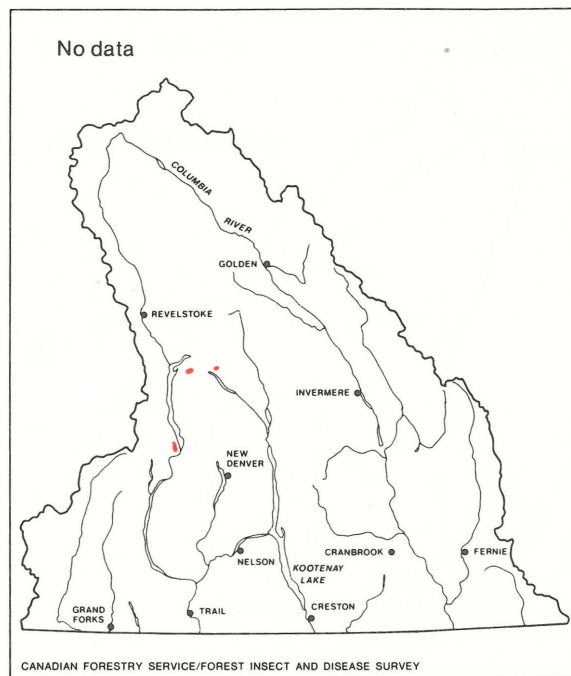 No data
COLUMBIA
RIVER
GOLDEN
REVELSTOKE
INVERMERE
NEW
DENVER
NELSON
CRANBROOK
FERNIE
KOOTENAY
LAKE
GRAND
FORKS
TRAIL
CRESTON
CANADIAN FORESTRY SERVICE/FOREST INSECT AND DISEASE SURVEY